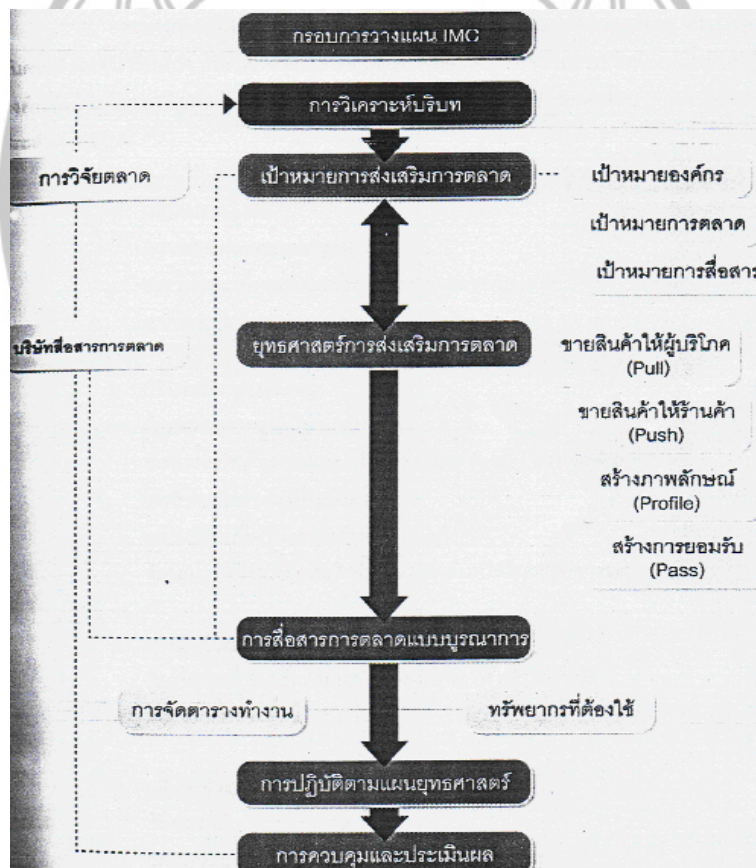 กรอบการวางแผน IMC
การวิเคราะห์บริบท
การวิจัยตลาด
เป้าหมายการส่งเสริมการตลาด
เป้าหมายองค์กร
เป้าหมายการตลาด
เป้าหมายการสื่อสาร
บริษัทสื่อสารการตลาด
ยุทธศาสตร์การส่งเสริมการตลาด
ขายสินค้าให้ผู้บริโภค
(Pull)
ขายสินค้าให้ร้านค้า
(Push)
สร้างภาพลักษณ์
(Profile)
สร้างการยอมรับ
(Pass)
การสื่อสารการตลาดแบบบูรณาการ
การจัดตารางทำงาน
ทรัพยากรที่ต้องใช้
การปฏิบัติตามแผนยุทธศาสตร์
การควบคุมและประเมินผล